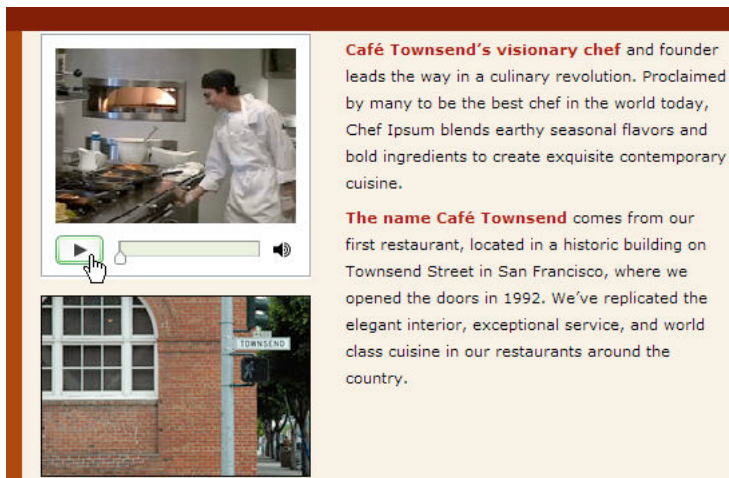 Café Townsend’s visionary chef and founder
leads the way in a culinary revolution. Proclaimed
by many to be the best chef in the world today,
Chef Ipsum blends earthy seasonal flavors and
bold ingredients to create exquisite contemporary
cuisine.
The name Café Townsend comes from our
first restaurant, located in a historic building on
Townsend Street in San Francisco, where we
opened the doors in 1992. We’ve replicated the
elegant interior, exceptional service, and world
class cuisine in our restaurants around the
country.
TOWNSEND